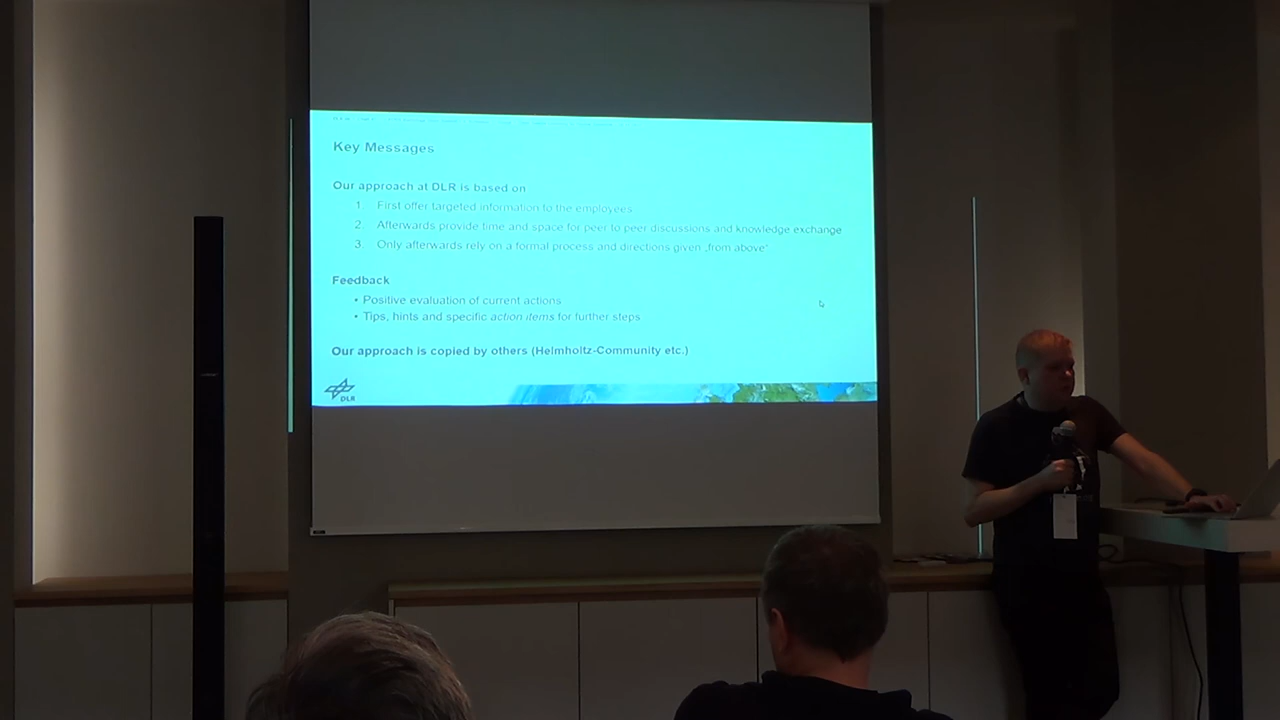 Key Messages
Our approach at DLR is based on
1. First offer targeted information to the employees
2. Afterwards provide time and space for peer to peer discussions and knowledge exchange
3. Only afterwards rely on a formal process and directions given „from above“
Feedback
• Positive evaluation of current actions
• Tips, hints and specific action items for further steps
Our approach is copied by others (Helmholtz-Community etc.)
DLR